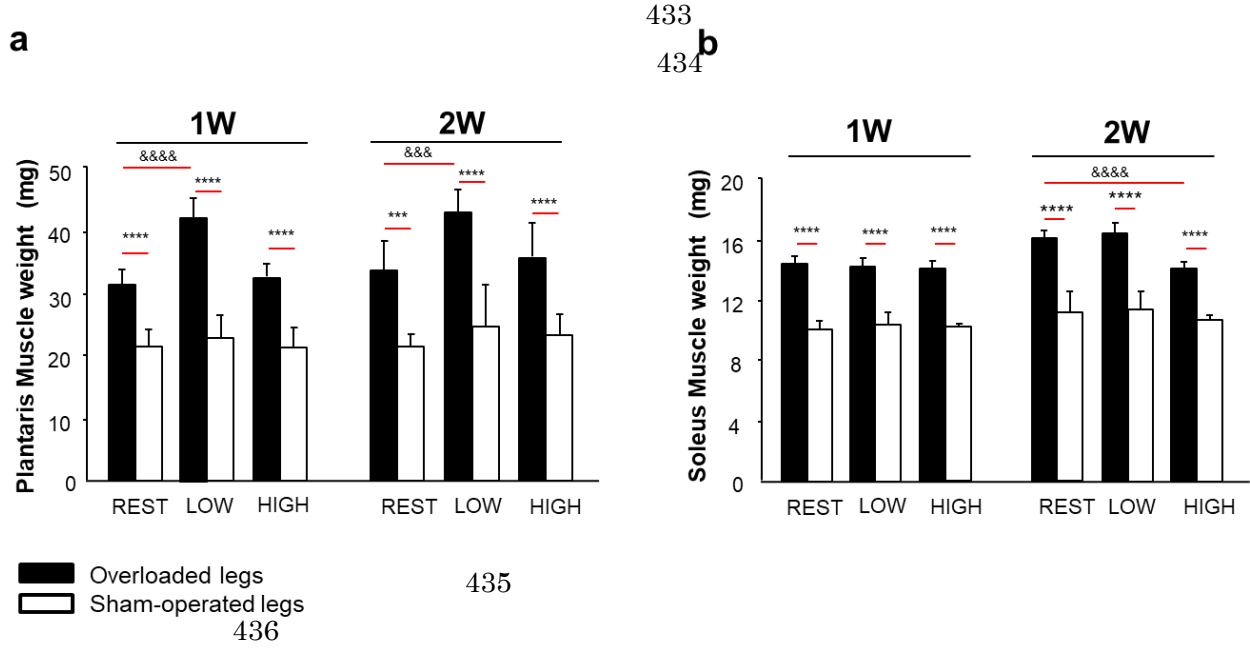 433
a
b
434
1W
2W
&&&&
&&&
****
****
****
***
****
****
Plantaris Muscle weight (mg)
50
40
30
20
10
0
REST LOW HIGH REST LOW HIGH
1W
2W
&&&&
****
****
****
****
****
****
Soleus Muscle weight (mg)
20
16
12
8
4
0
REST LOW HIGH REST LOW HIGH
Overloaded legs
Sham-operated legs
435
436